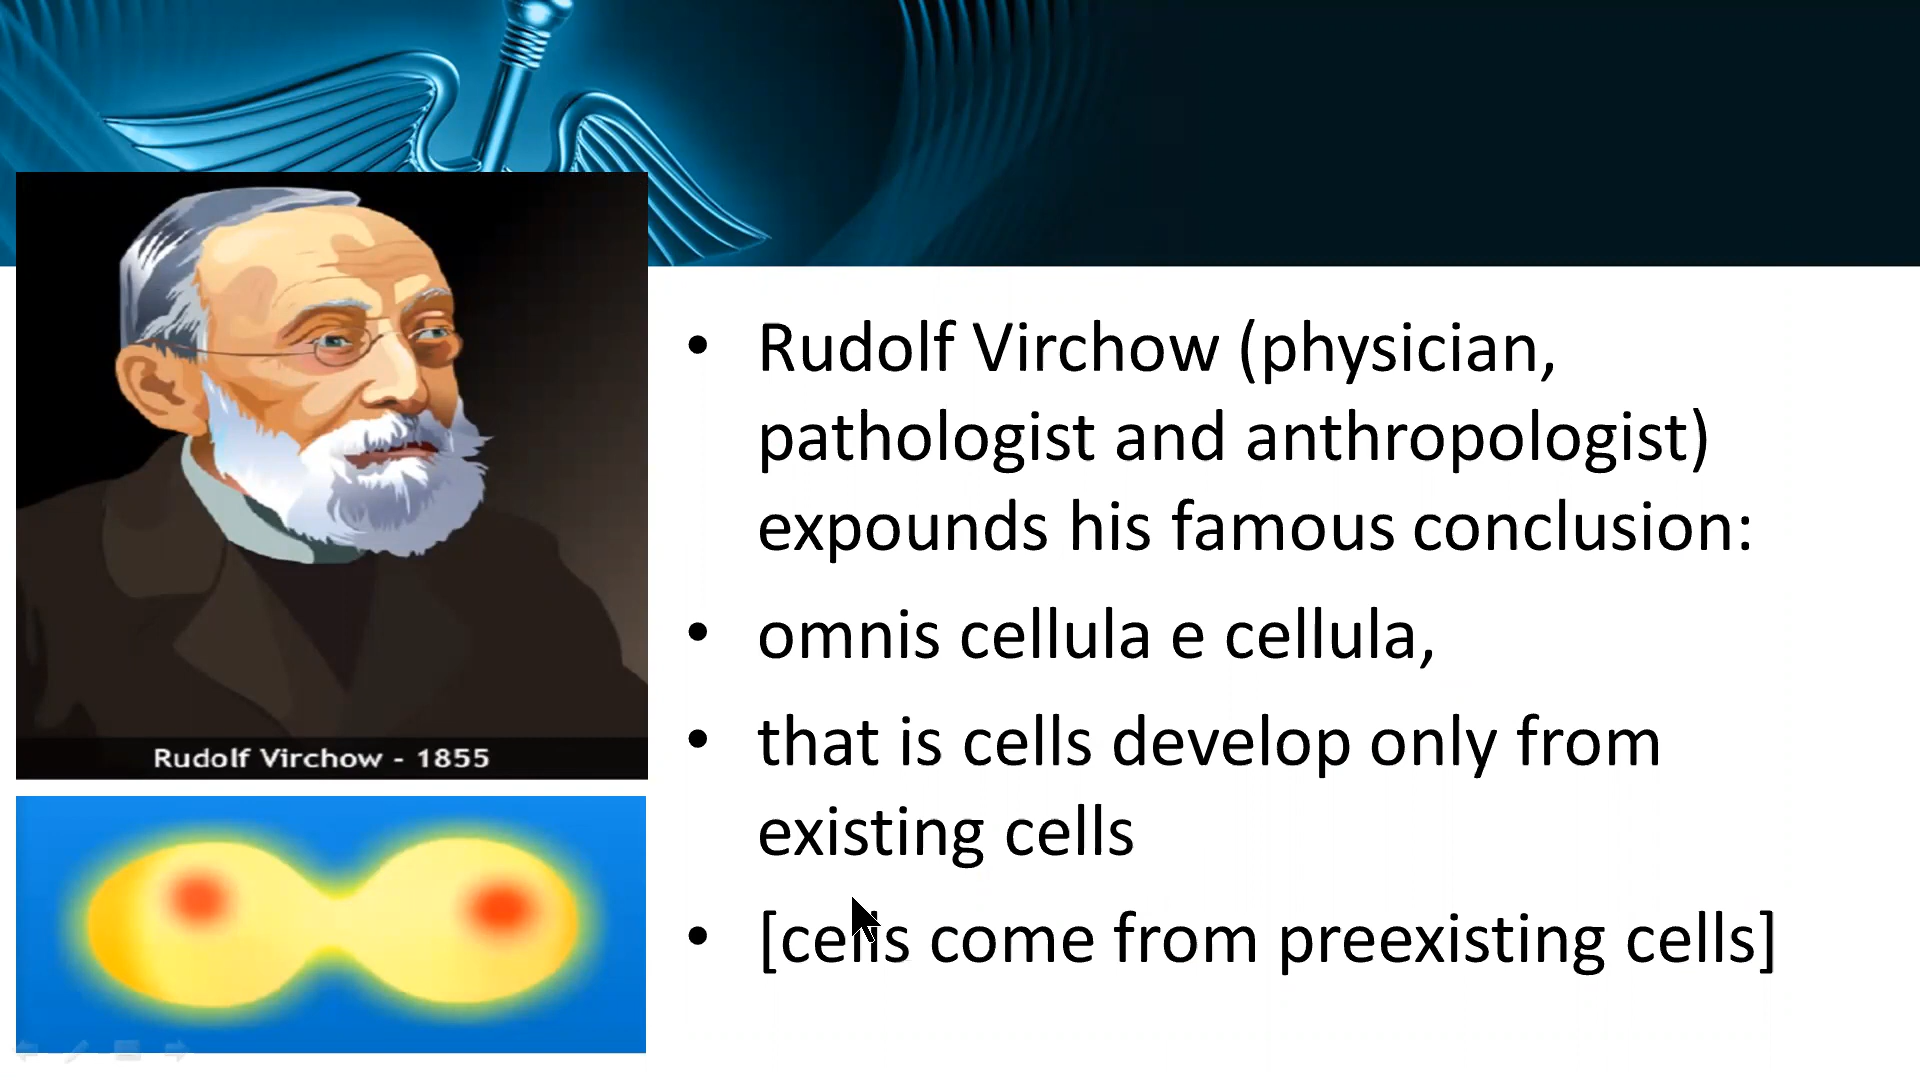 Rudolf Virchow - 1855
• Rudolf Virchow (physician,
pathologist and anthropologist)
expounds his famous conclusion:
• omnis cellula e cellula,
• that is cells develop only from
existing cells
• [cells come from preexisting cells]